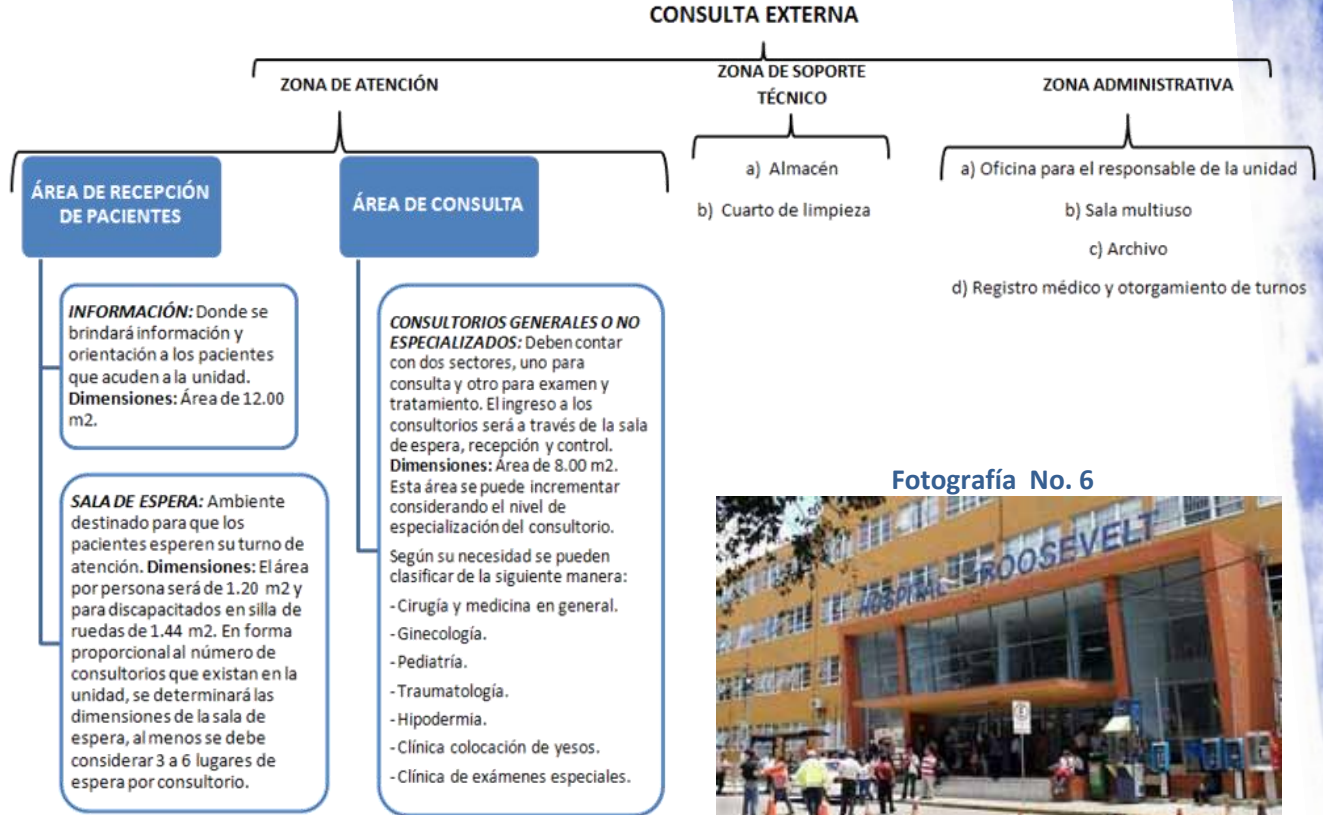 CONSULTA EXTERNA
ZONA DE ATENCIÓN
ZONA DE SOPORTE
TÉCNICO
ZONA ADMINISTRATIVA
ÁREA DE RECEPCIÓN
DE PACIENTES
INFORMACIÓN: Donde se
brindará información y
orientación a los pacientes
que acuden a la unidad.
Dimensiones: Área de 12.00
m2.
SALA DE ESPERA: Ambiente
destinado para que los
pacientes esperen su turno de
atención. Dimensiones: El área
por persona será de 1.20 m2 y
para discapacitados en silla de
ruedas de 1.44 m2. En forma
proporcional al número de
consultorios que existan en la
unidad, se determinará las
dimensiones de la sala de
espera, al menos se debe
considerar 3 a 6 lugares de
espera por consultorio.
ÁREA DE CONSULTA
CONSULTORIOS GENERALES O NO
ESPECIALIZADOS: Deben contar
con dos sectores, uno para
consulta y otro para examen y
tratamiento. El ingreso a los
consultorios será a través de la sala
de espera, recepción y control.
Dimensiones: Área de 8.00 m2.
Esta área se puede incrementar
considerando el nivel de
especialización del consultorio.
Según su necesidad se pueden
clasificar de la siguiente manera:
-Cirugía y medicina en general.
-Ginecología.
-Pediatría.
-Traumatología.
-Hipodermia.
-Clínica colocación de yesos.
-Clínica de exámenes especiales.
a) Almacén
b) Cuarto de limpieza
a) Oficina para el responsable de la unidad
b) Sala multiuso
c) Archivo
d) Registro médico y otorgamiento de turnos
Fotografía No. 6
HOSPITAL ROOSEVELT